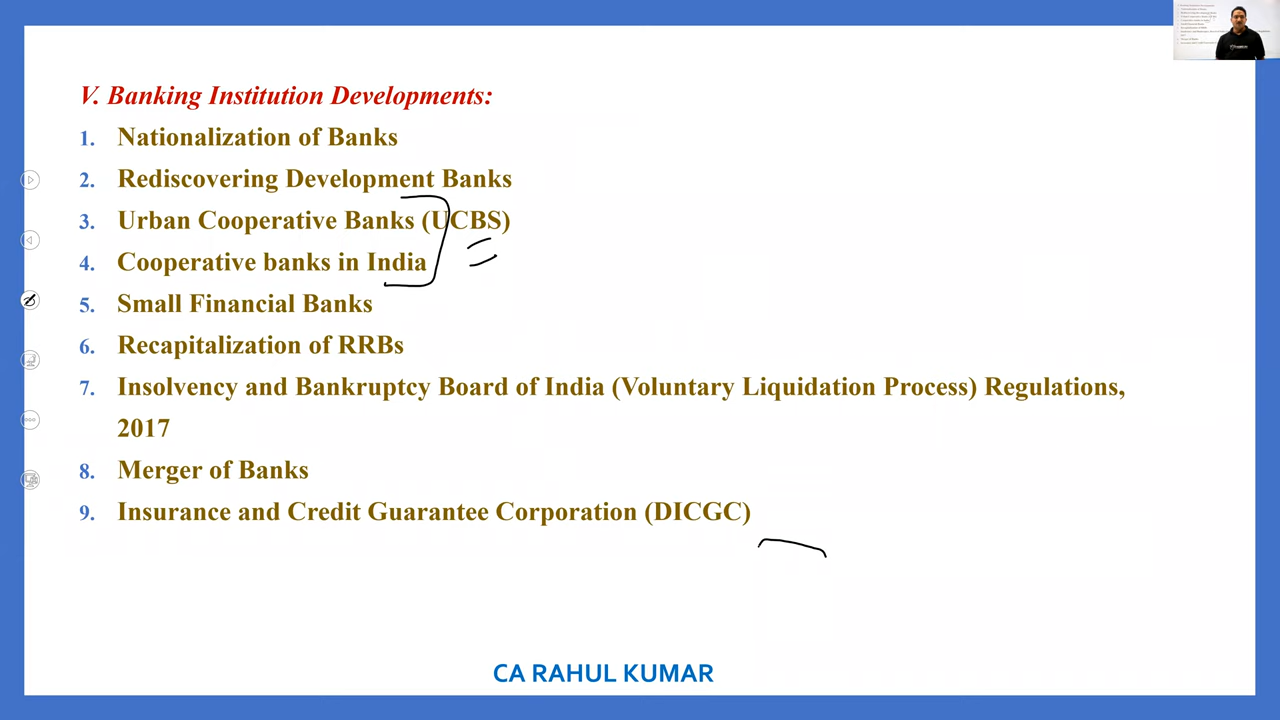 V. Banking Institution Developments:
1. Nationalization of Banks
2. Rediscovering Development Banks
3. Urban Cooperative Banks (UCBS)
4. Cooperative banks in India
5. Small Financial Banks
6. Recapitalization of RRBs
7. Insolvency and Bankruptcy Board of India (Voluntary Liquidation Process) Regulations,
2017
8. Merger of Banks
9. Insurance and Credit Guarantee Corporation (DICGC)
CA RAHUL KUMAR